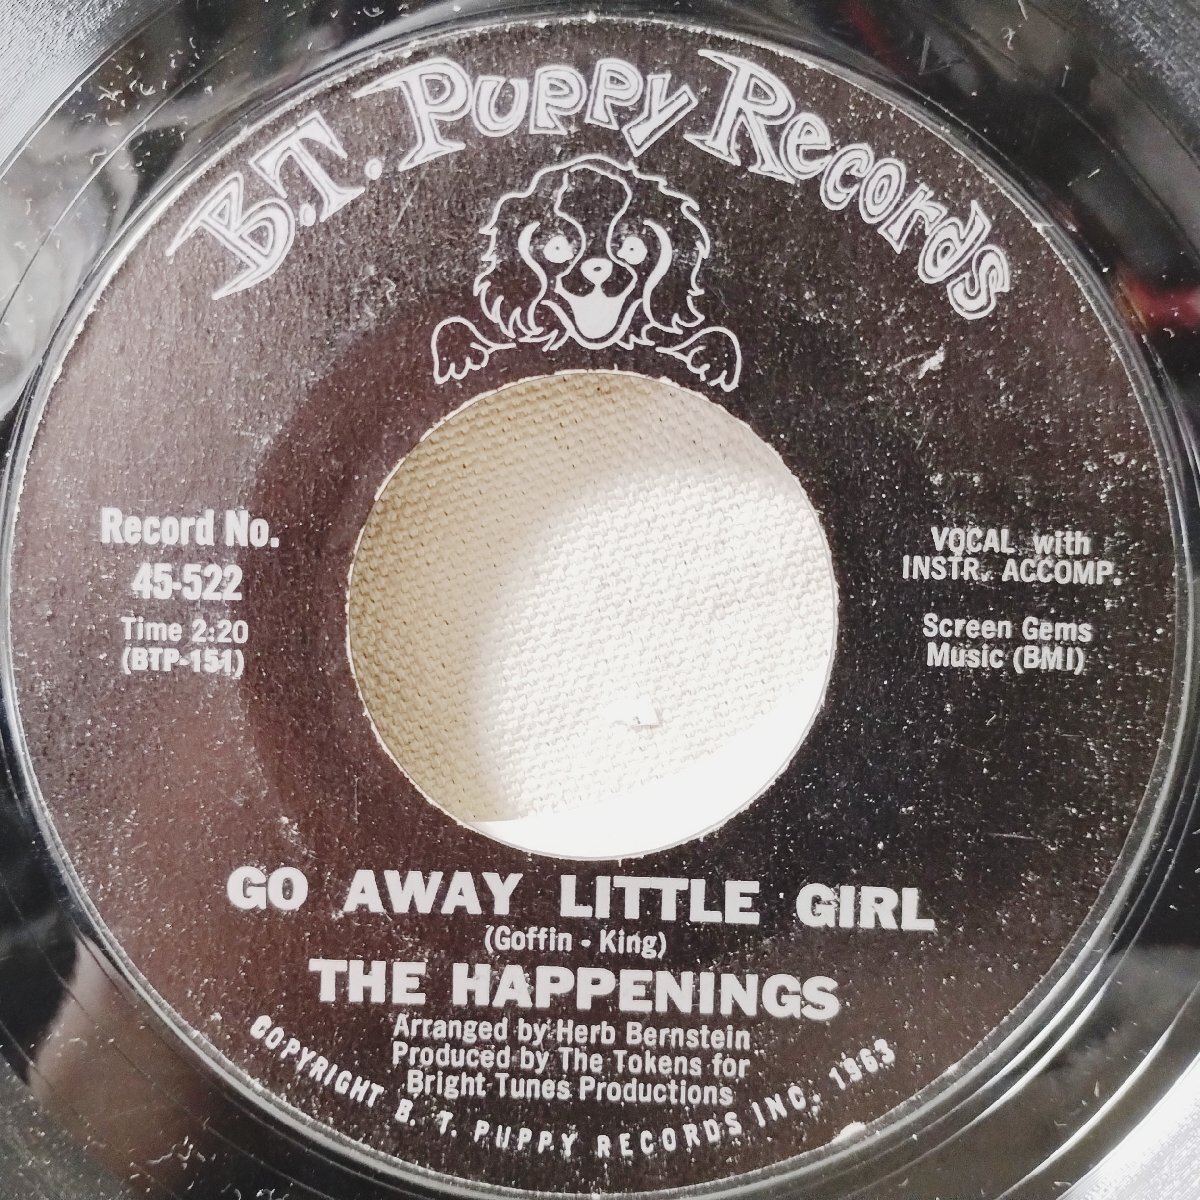 B.T. Puppy Records
Record No.
45-522
Time 2:20
(BTP-151)
VOCAL with
INSTR. ACCOMP.
Screen Gems
Music (BMI)
GO AWAY LITTLE GIRL
(Goffin - King)
THE HAPPENINGS
Arranged by Herb Bernstein
Produced by The Tokens for
Bright Tunes Productions
COPYRIGHT B. T. PUPPY RECORDS INC. 1963